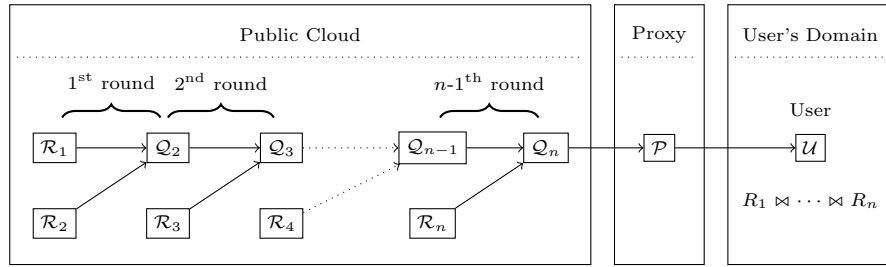 Public Cloud
Proxy
User's Domain
1st round
2nd round
n-1th round
User
ℛ1
𝒬2
𝒬3
𝒬n−1
𝒬n
𝒫
𝒰
ℛ2
ℛ3
ℛ4
ℛn
R1 ⋈ ⋯ ⋈ Rn